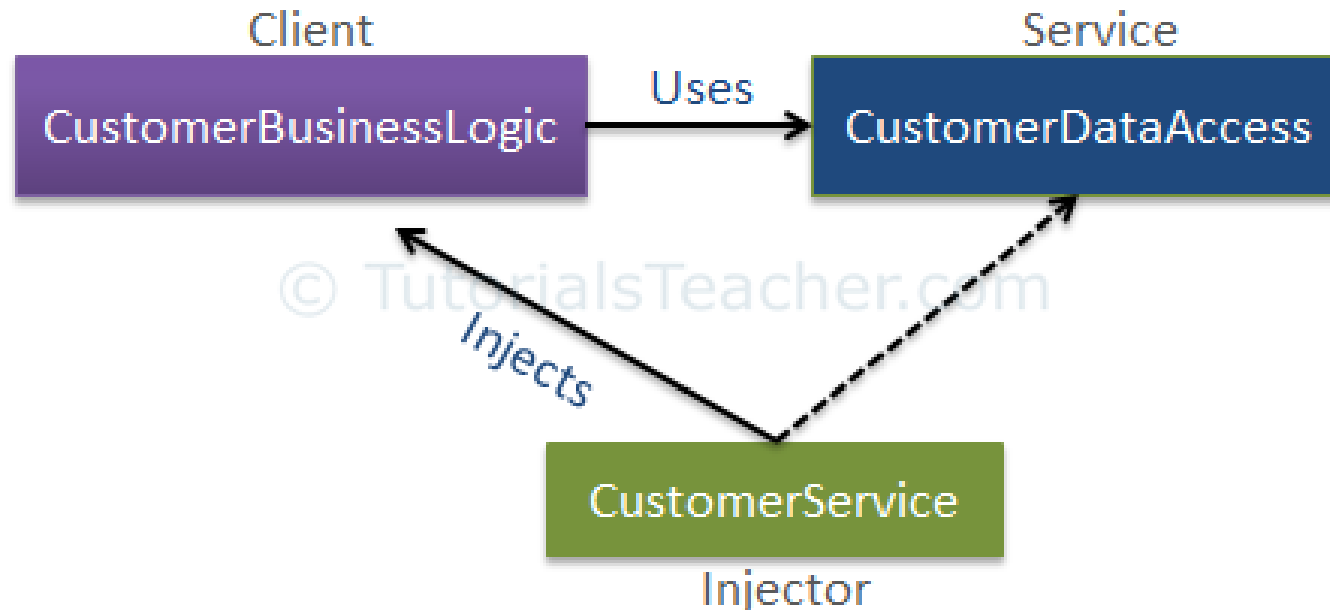 Client
Service
CustomerBusinessLogic
Uses
CustomerDataAccess
© TutorialsTeacher.com
Injects
CustomerService
Injector